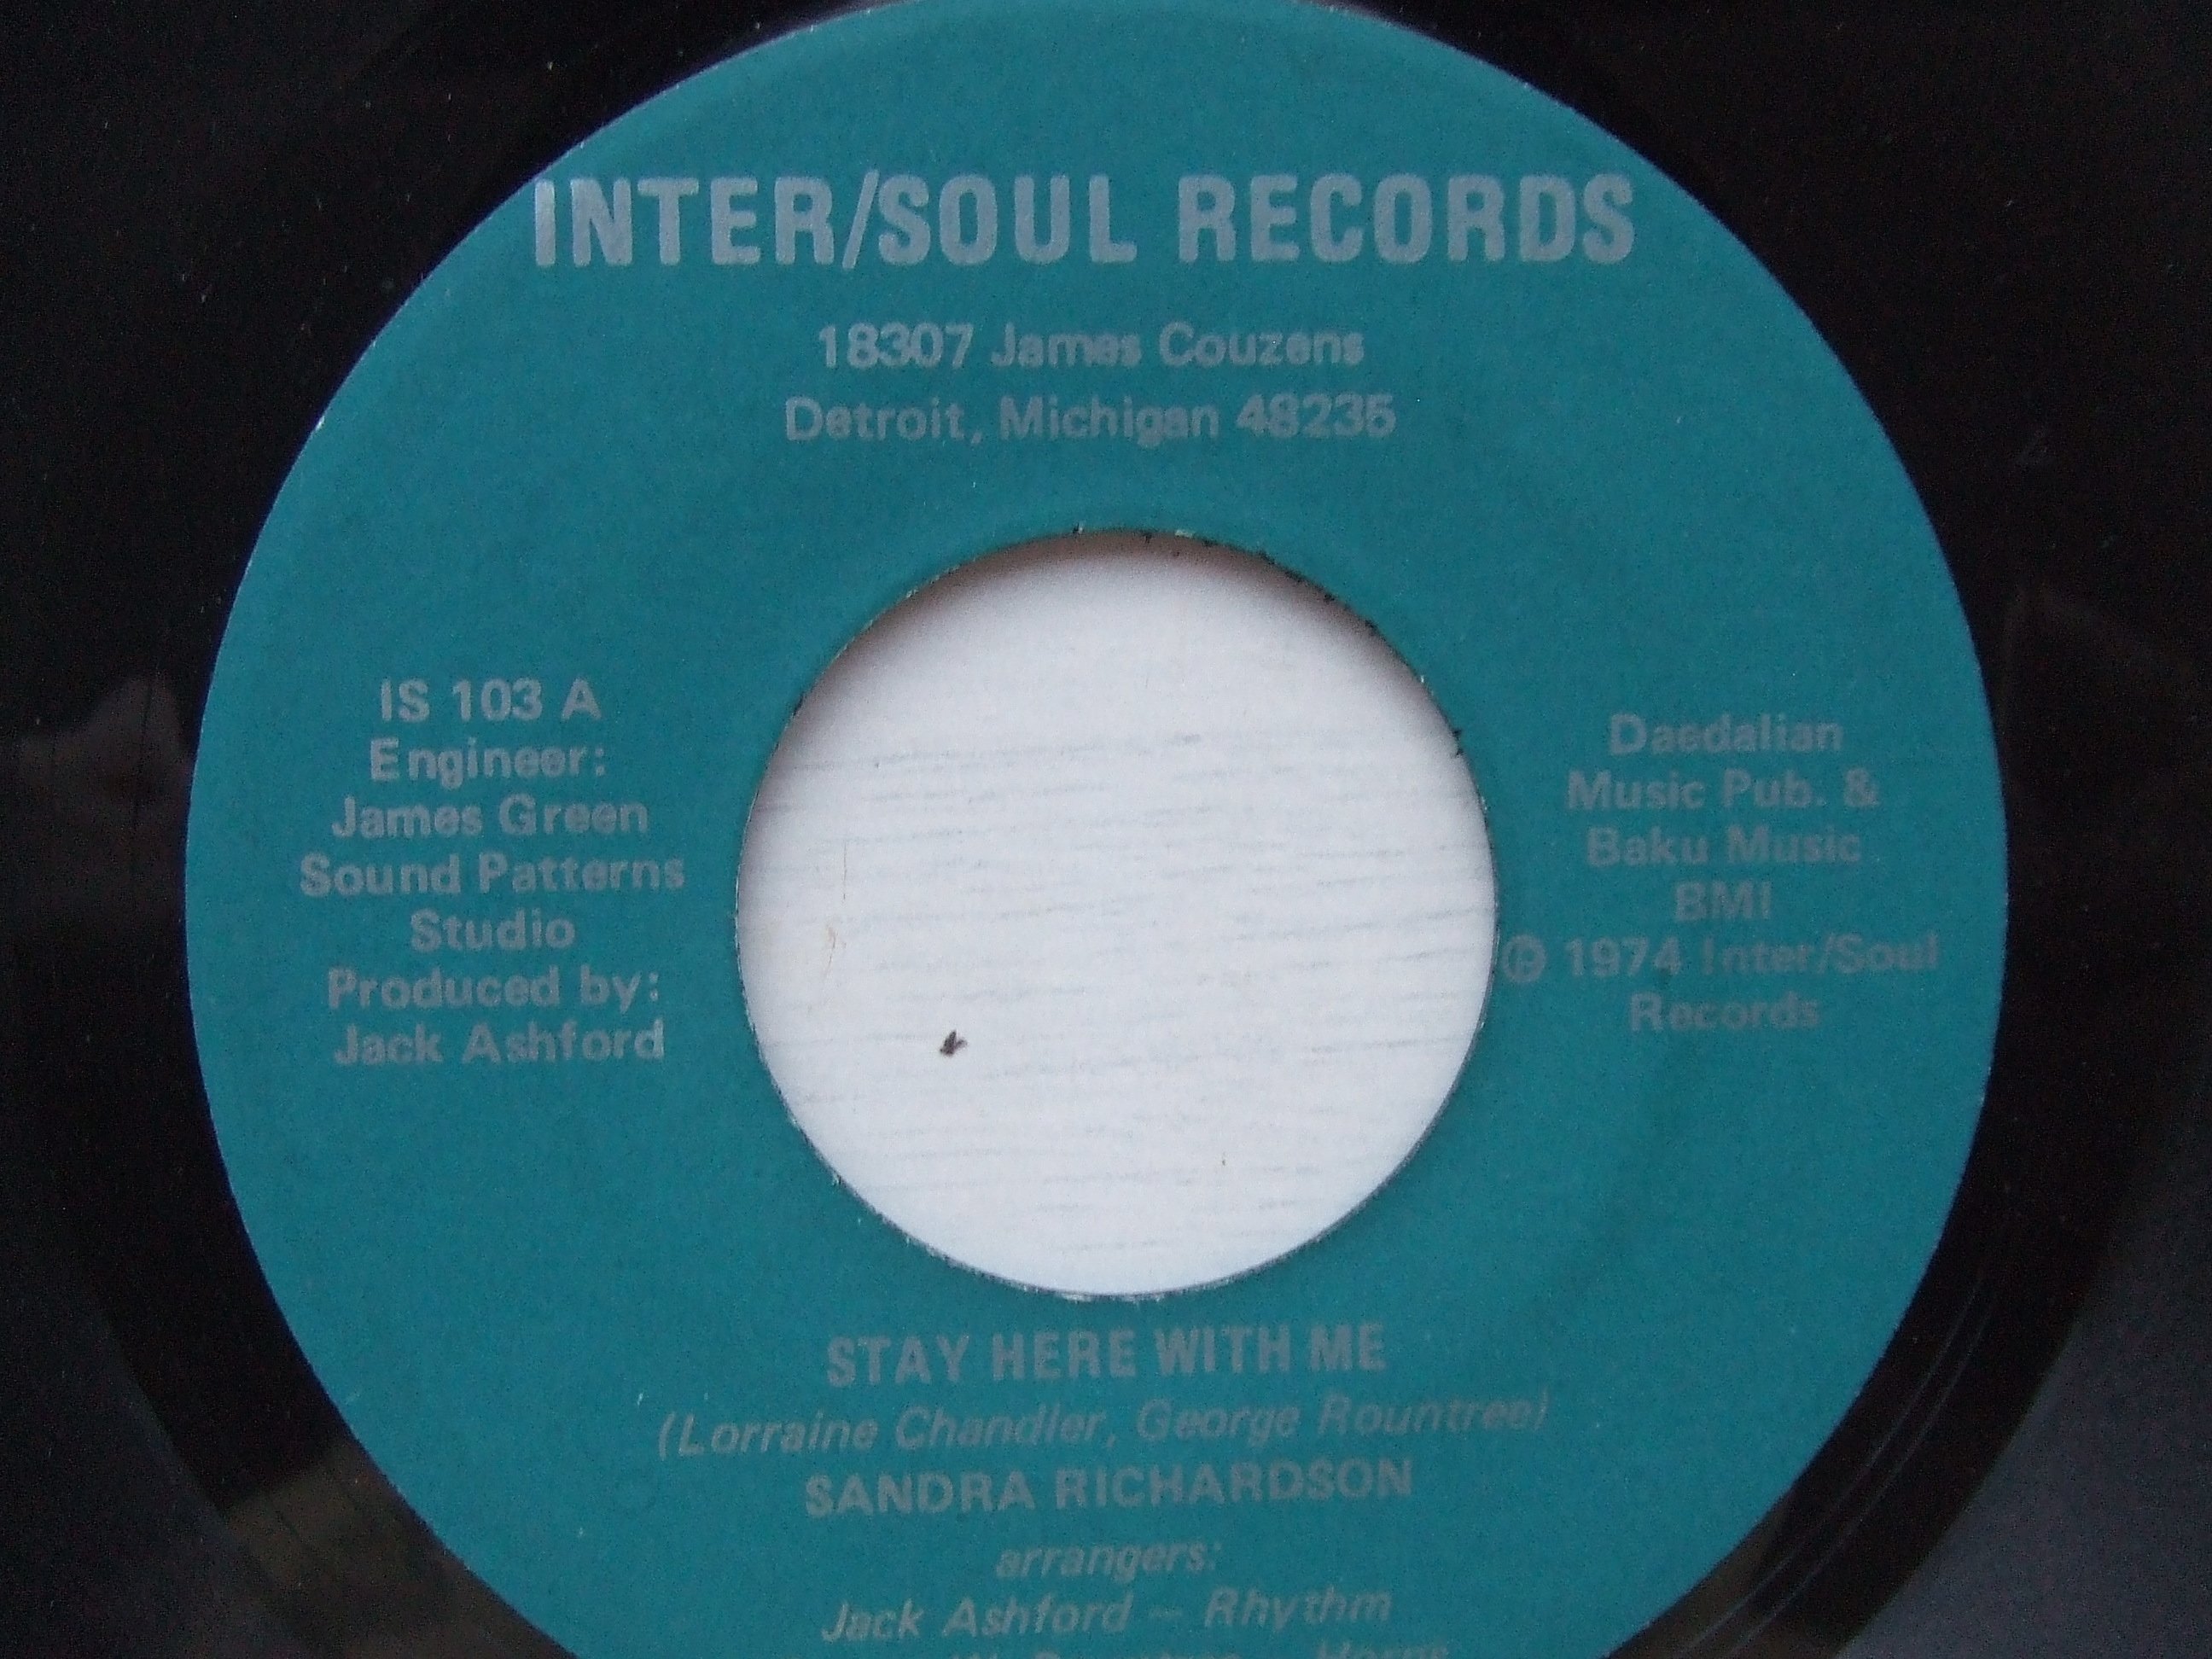 INTER/SOUL RECORDS
18307 James Couzens
Detroit, Michigan 48235
IS 103 A
Engineer:
James Green
Sound Patterns
Studio
Produced by:
Jack Ashford
Daedalian
Music Pub. &
Baku Music
BMI
℗ 1974 Inter/Soul
Records
STAY HERE WITH ME
(Lorraine Chandler, George Rountree)
SANDRA RICHARDSON
arrangers:
Jack Ashford — Rhythm
Horns